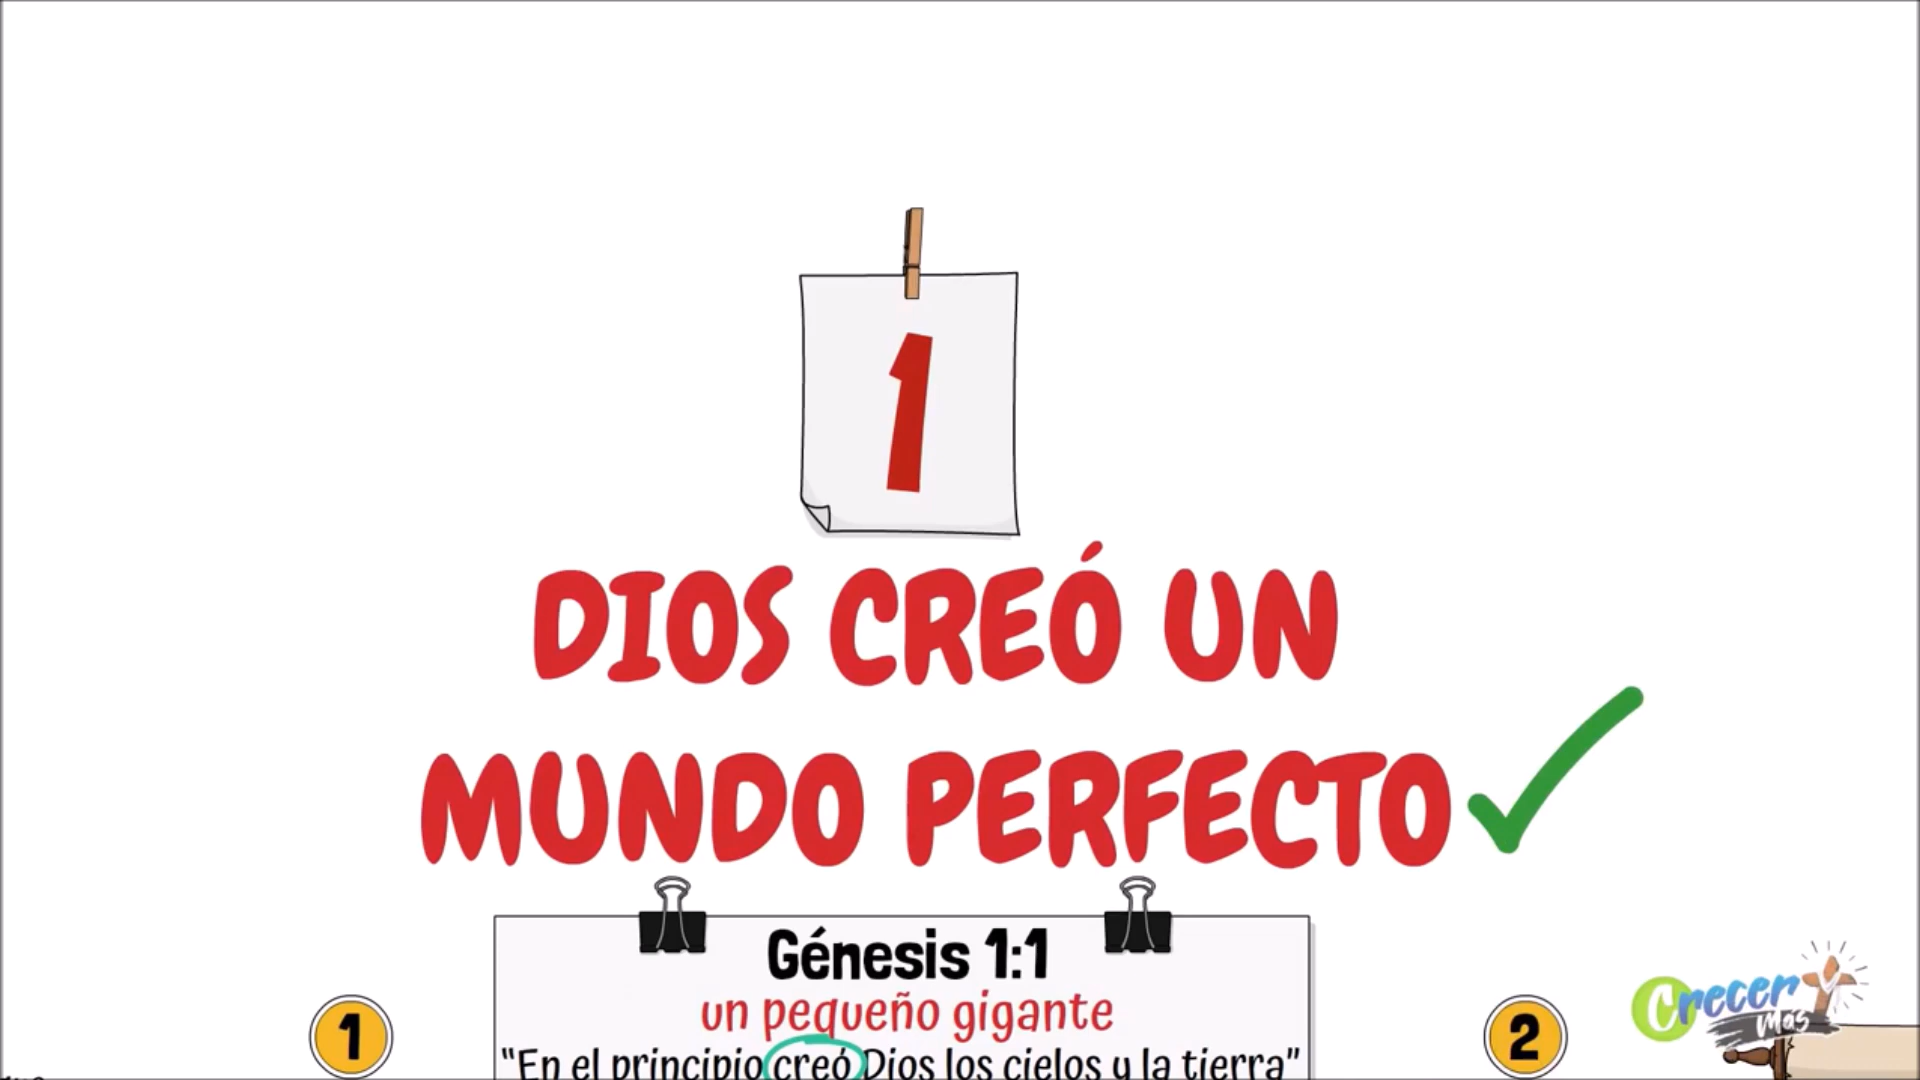 1
DIOS CREÓ UN
MUNDO PERFECTO
Génesis 1:1
un pequeño gigante
"En el principio creó Dios los cielos y la tierra"
1
2
Crecer
Más